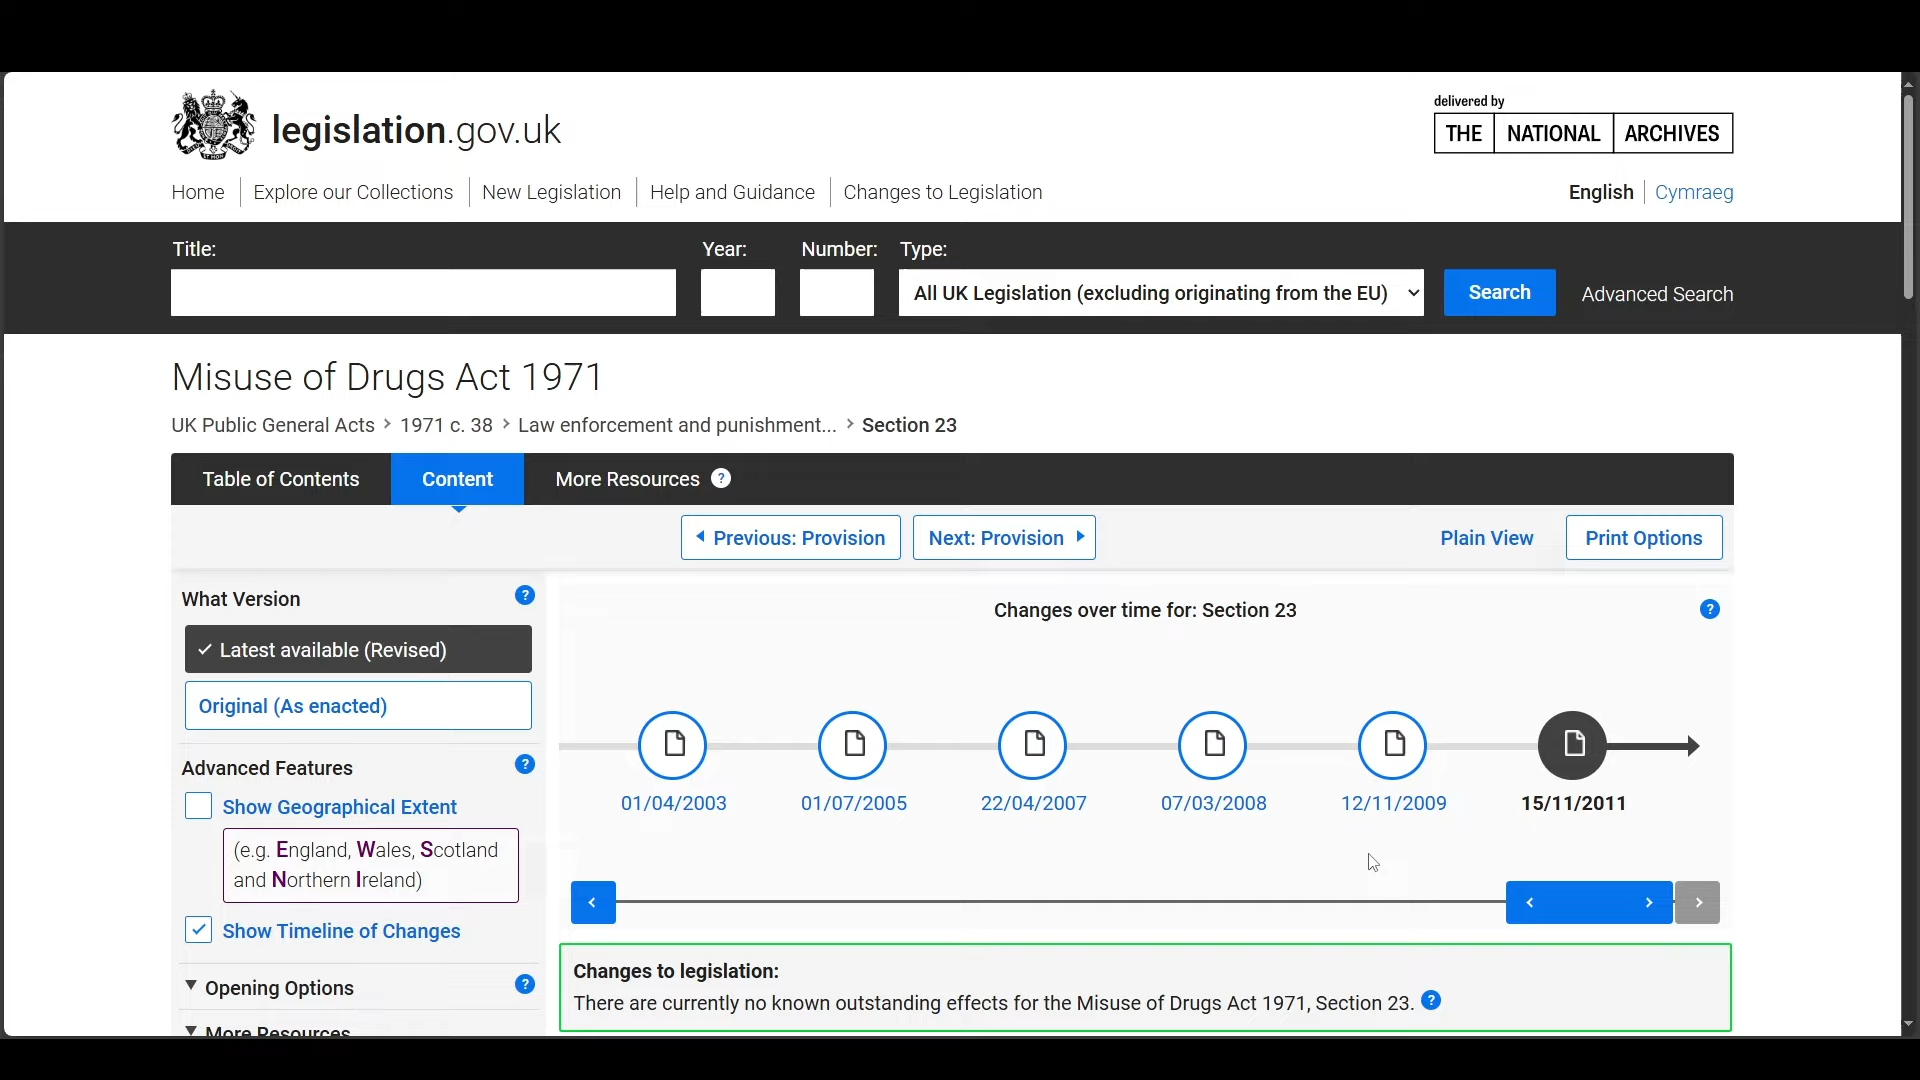 legislation.gov.uk
delivered by
THE NATIONAL ARCHIVES
Home
Explore our Collections
New Legislation
Help and Guidance
Changes to Legislation
English
Cymraeg
Title:
Year:
Number:
Type:
All UK Legislation (excluding originating from the EU)
Search
Advanced Search
Misuse of Drugs Act 1971
UK Public General Acts > 1971 c. 38 > Law enforcement and punishment... > Section 23
Table of Contents
Content
More Resources ?
Previous: Provision
Next: Provision
Plain View
Print Options
What Version ?
Latest available (Revised)
Original (As enacted)
Advanced Features ?
Show Geographical Extent
(e.g. England, Wales, Scotland
and Northern Ireland)
Show Timeline of Changes
Opening Options ?
More Resources
Changes over time for: Section 23 ?
01/04/2003
01/07/2005
22/04/2007
07/03/2008
12/11/2009
15/11/2011
Changes to legislation:
There are currently no known outstanding effects for the Misuse of Drugs Act 1971, Section 23. ?